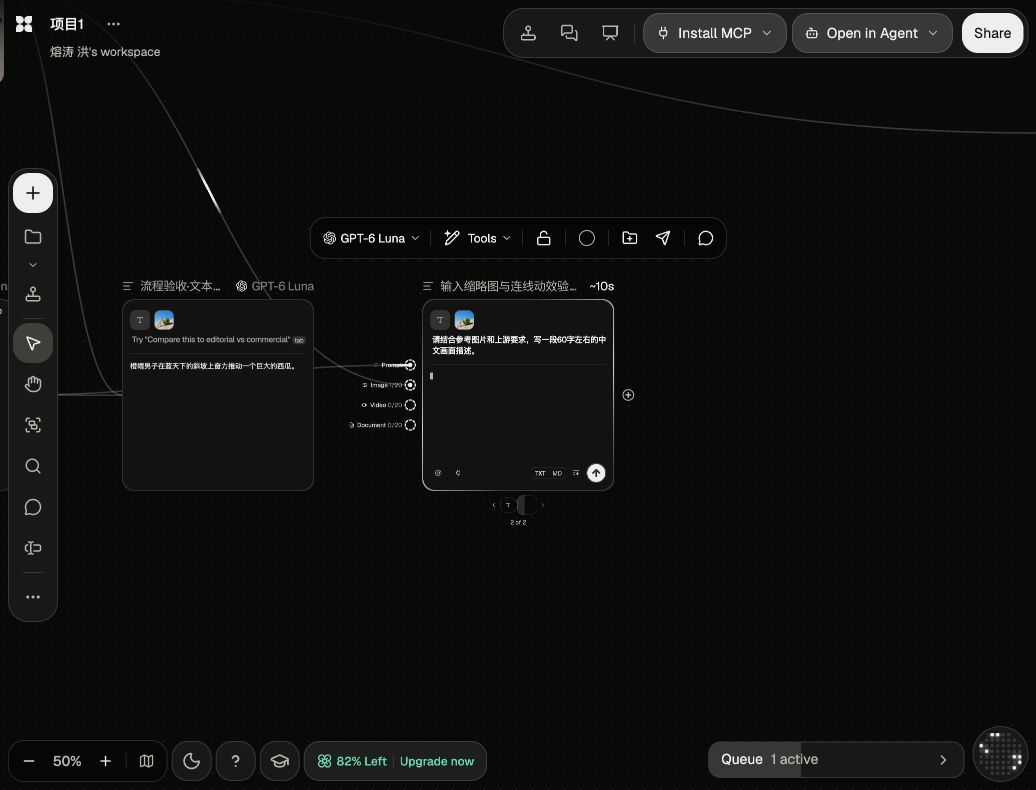 项目1
熔涛 洪's workspace
Install MCP
Open in Agent
Share
GPT-6 Luna
Tools
流程验收·文本...
GPT-6 Luna
T
Try "Compare this to editorial vs commercial" tab
橙帽男子在蓝天下的斜坡上奋力推动一个巨大的西瓜。
输入缩略图与连线动效验...
~10s
T
请结合参考图片和上游要求，写一段60字左右的中
文画面描述。
Prompt
Image 1/20
Video 0/20
Document 0/20
TXT MD
T
2 of 2
50%
?
82% Left
Upgrade now
Queue 1 active